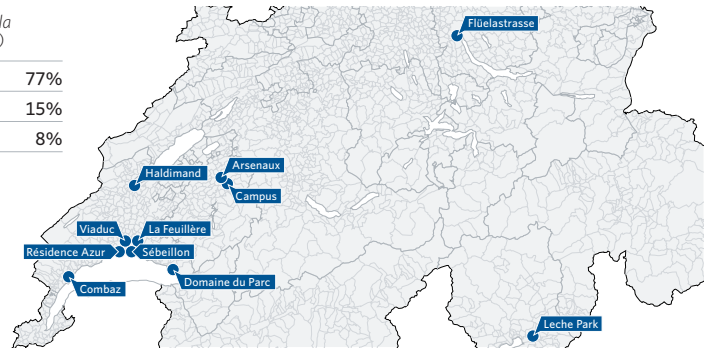 la
)
77%
15%
8%
Flüelastrasse
Haldimand
Arsenaux
Campus
Viaduc
La Feuillère
Résidence Azur
Sébeillon
Combaz
Domaine du Parc
Leche Park